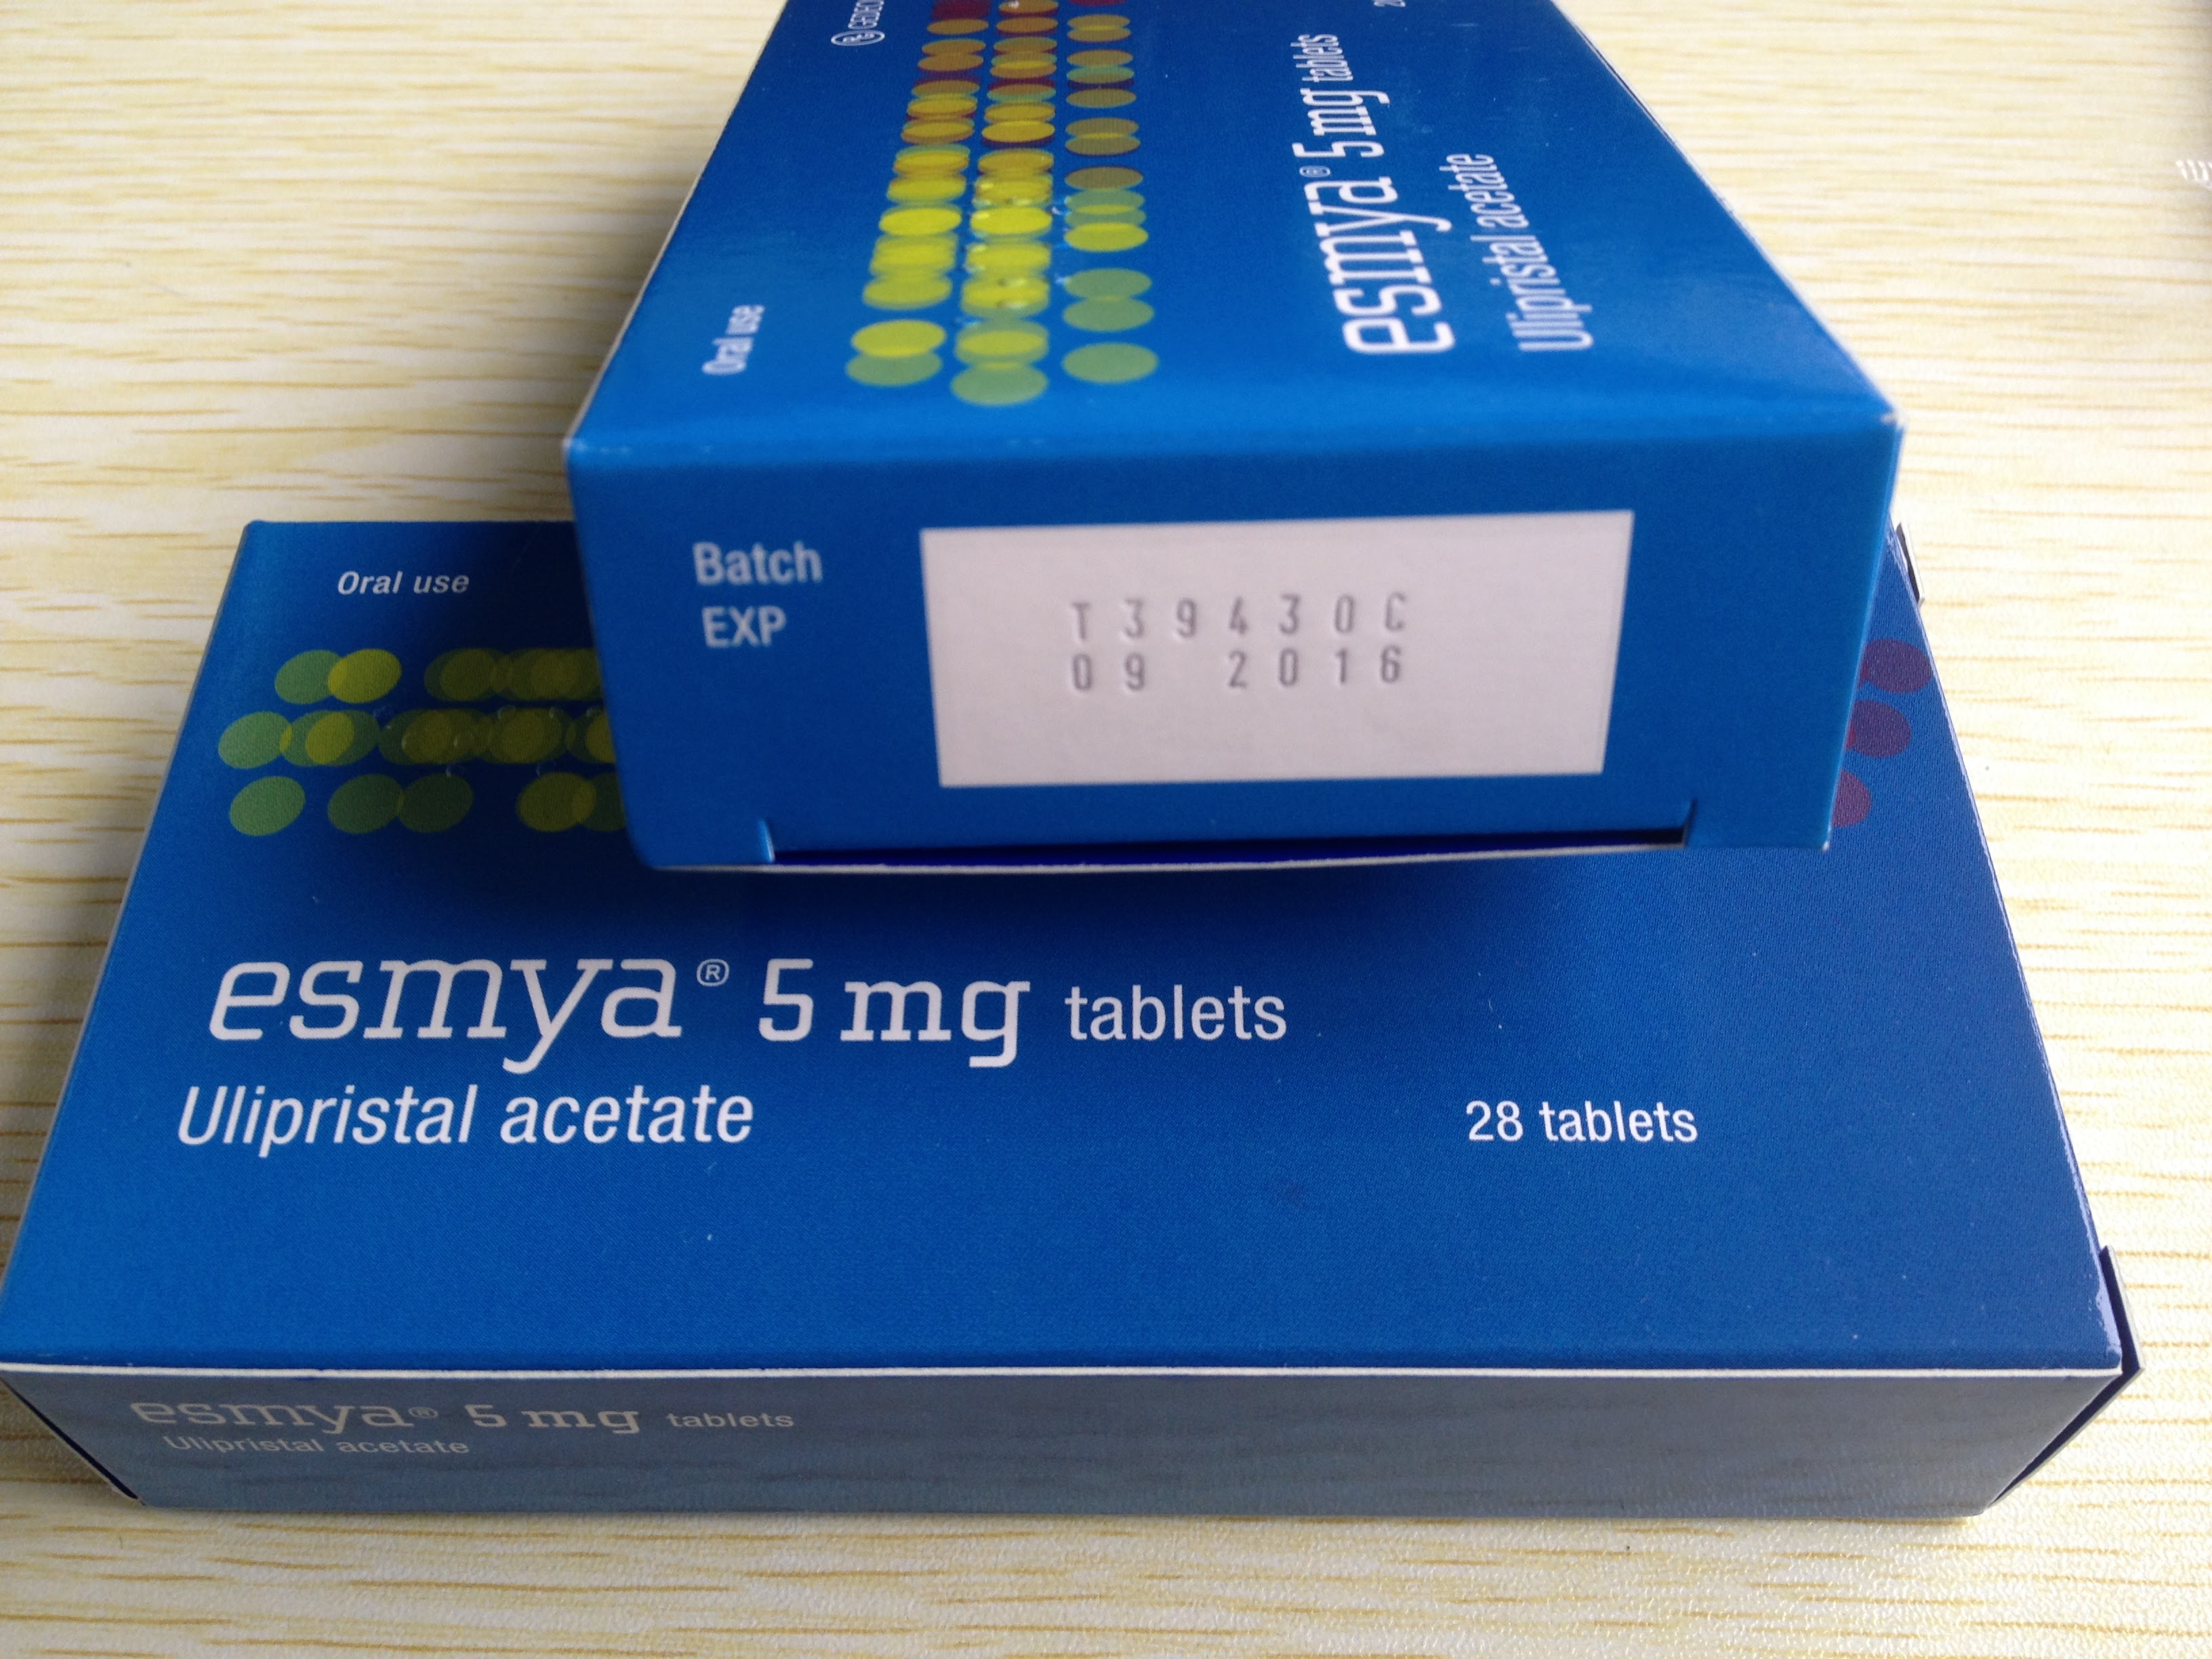 Oral use
esmya® 5 mg tablets
Ulipristal acetate
Batch
EXP
T39430C
09 2016
Oral use
esmya® 5 mg tablets
Ulipristal acetate
28 tablets
esmya® 5 mg tablets
Ulipristal acetate